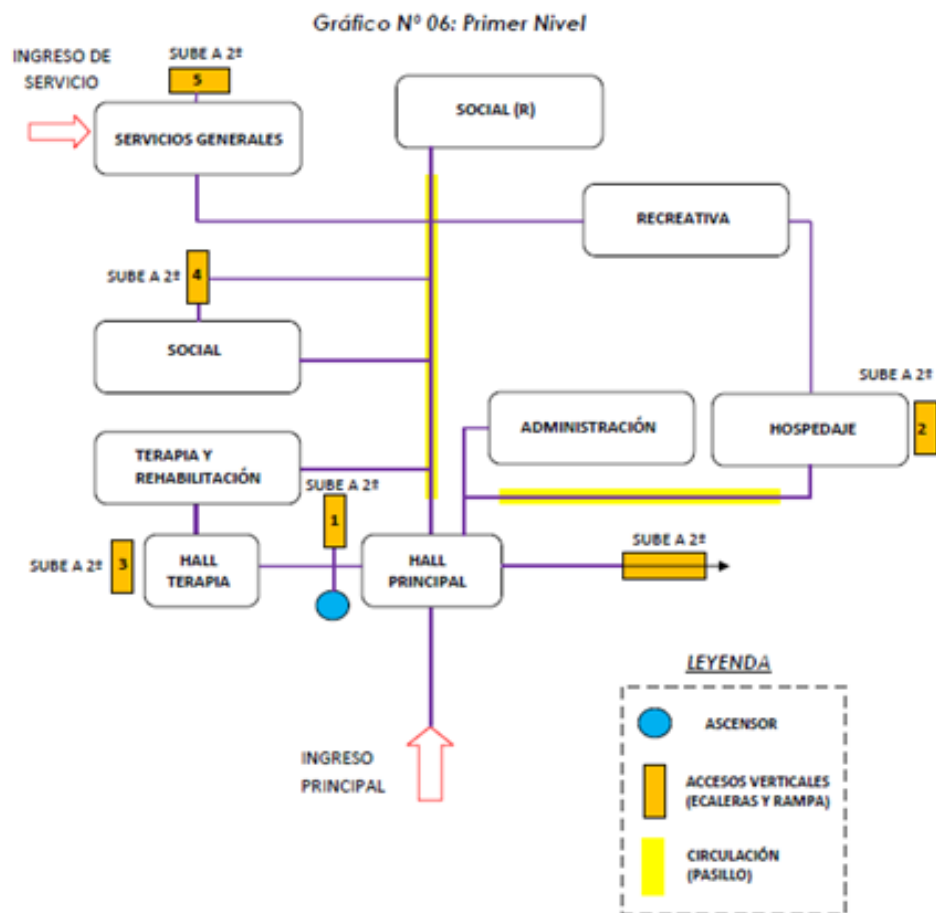 Gráfico Nº 06: Primer Nivel
INGRESO DE
SERVICIO
SUBE A 2º
5
SERVICIOS GENERALES
SOCIAL (R)
RECREATIVA
SUBE A 2º
4
SOCIAL
SUBE A 2º
ADMINISTRACIÓN
HOSPEDAJE
2
TERAPIA Y
REHABILITACIÓN
SUBE A 2º
1
SUBE A 2º
3
HALL
TERAPIA
HALL
PRINCIPAL
SUBE A 2º
INGRESO
PRINCIPAL
LEYENDA
ASCENSOR
ACCESOS VERTICALES
(ECALERAS Y RAMPA)
CIRCULACIÓN
(PASILLO)